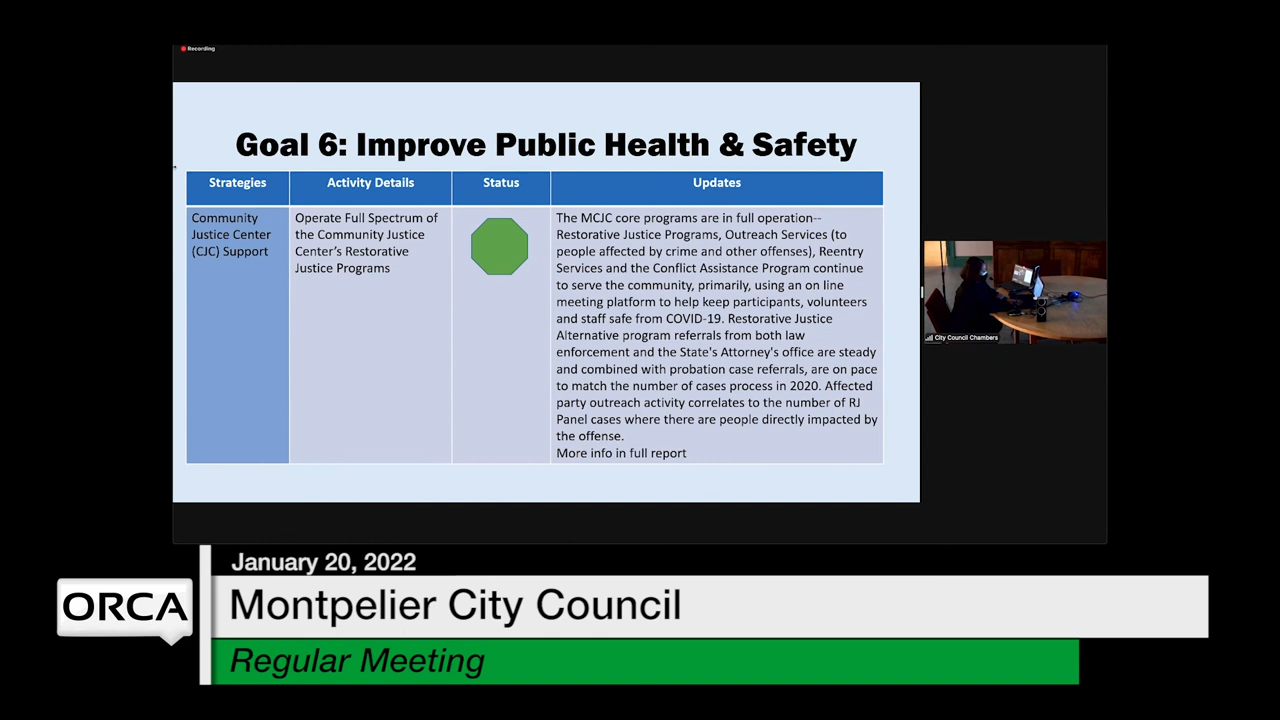 Recording
Goal 6: Improve Public Health & Safety
Strategies
Activity Details
Status
Updates
Community
Justice Center
(CJC) Support
Operate Full Spectrum of
the Community Justice
Center's Restorative
Justice Programs
The MCJC core programs are in full operation--
Restorative Justice Programs, Outreach Services (to
people affected by crime and other offenses), Reentry
Services and the Conflict Assistance Program continue
to serve the community, primarily, using an on line
meeting platform to help keep participants, volunteers
and staff safe from COVID-19. Restorative Justice
Alternative program referrals from both law
enforcement and the State's Attorney's office are steady
and combined with probation case referrals, are on pace
to match the number of cases process in 2020. Affected
party outreach activity correlates to the number of RJ
Panel cases where there are people directly impacted by
the offense.
More info in full report
City Council Chambers
January 20, 2022
ORCA
Montpelier City Council
Regular Meeting